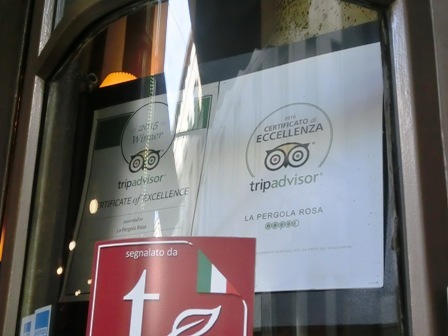 2015
Winner
tripadvisor
CERTIFICATE of EXCELLENCE
La Pergola Rosa
2015
CERTIFICATO di
ECCELLENZA
tripadvisor
LA PERGOLA ROSA
segnalato da
t